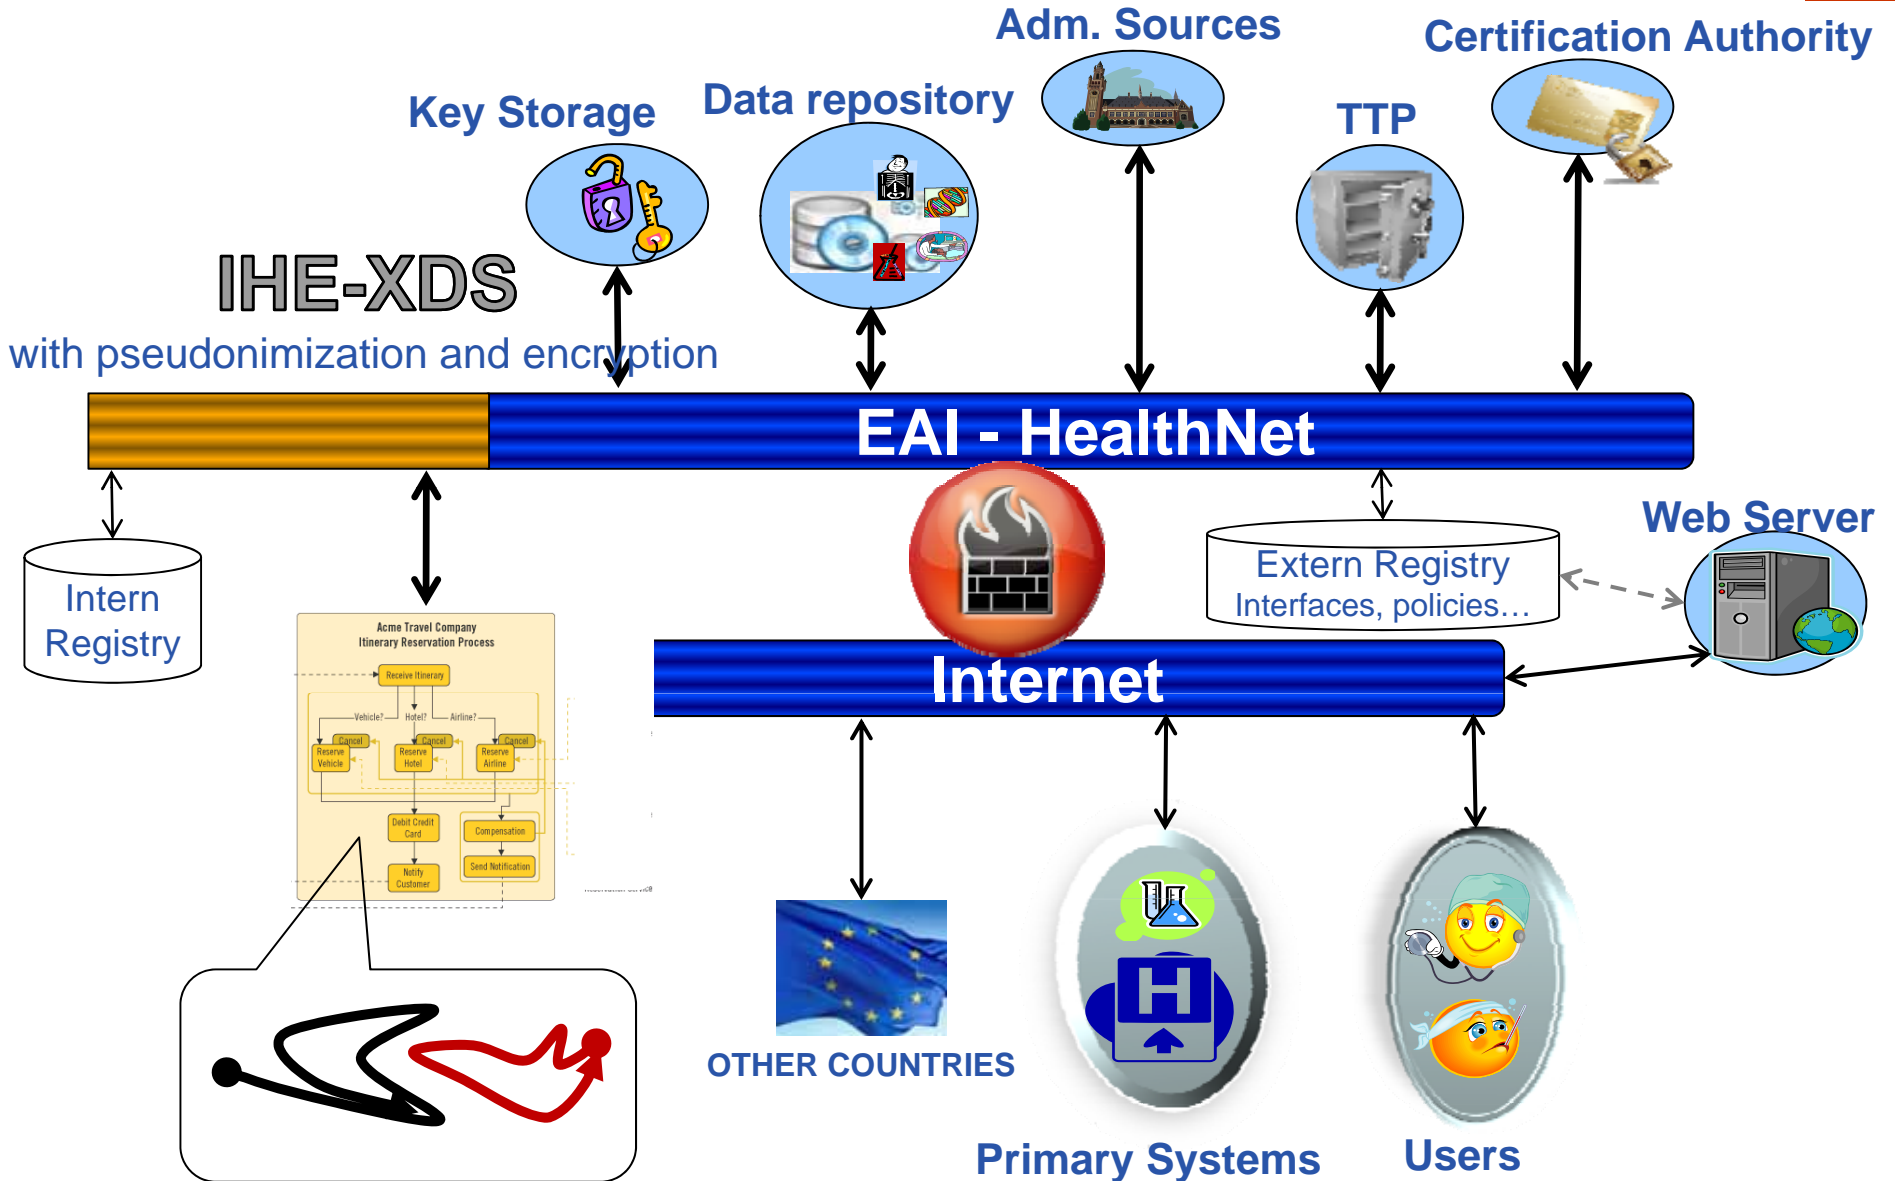 Adm. Sources
Certification Authority
Key Storage
Data repository
TTP
IHE-XDS
with pseudonimization and encryption
EAI - HealthNet
Web Server
Intern
Registry
Extern Registry
Interfaces, policies…
Acme Travel Company
Itinerary Reservation Process
Receive Itinerary
Vehicle?
Hotel?
Airline?
Cancel
Cancel
Cancel
Reserve
Vehicle
Reserve
Hotel
Reserve
Airline
Debit Credit
Card
Compensation
Send Notification
Notify
Customer
Internet
H
OTHER COUNTRIES
Primary Systems
Users